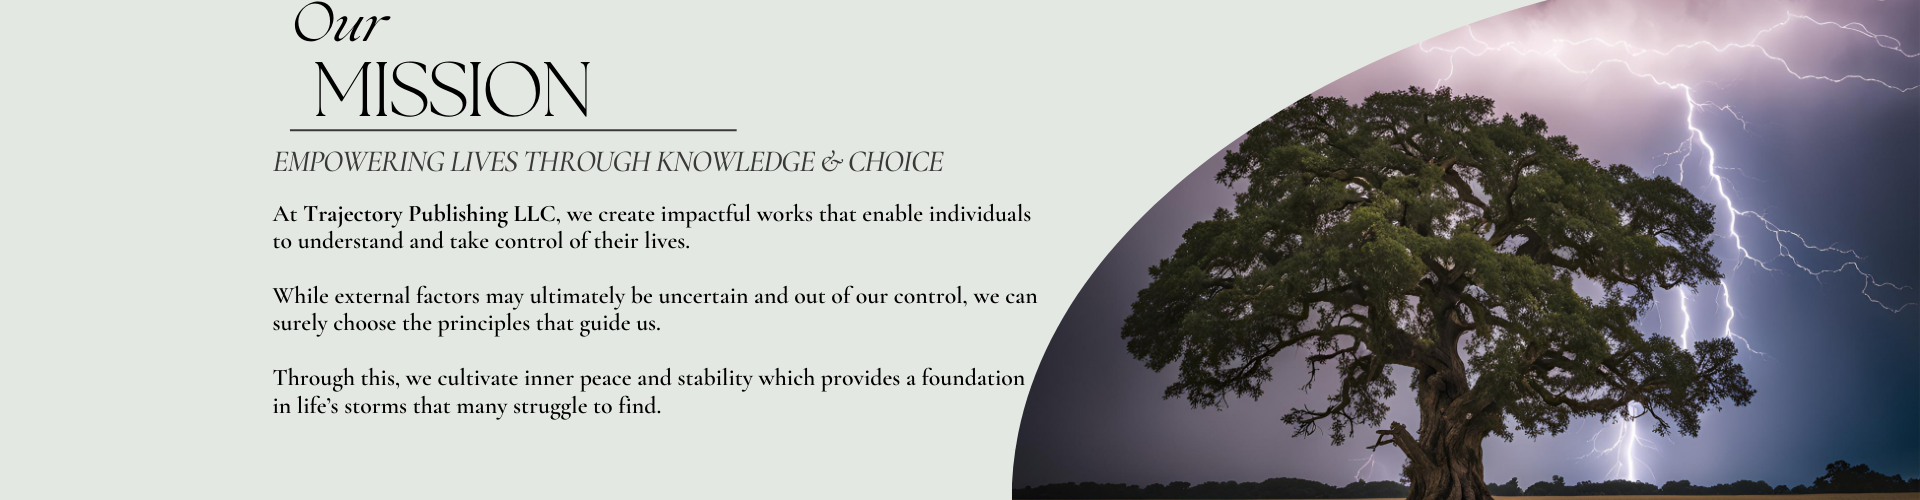 Our
MISSION
EMPOWERING LIVES THROUGH KNOWLEDGE & CHOICE
At Trajectory Publishing LLC, we create impactful works that enable individuals
to understand and take control of their lives.
While external factors may ultimately be uncertain and out of our control, we can
surely choose the principles that guide us.
Through this, we cultivate inner peace and stability which provides a foundation
in life’s storms that many struggle to find.